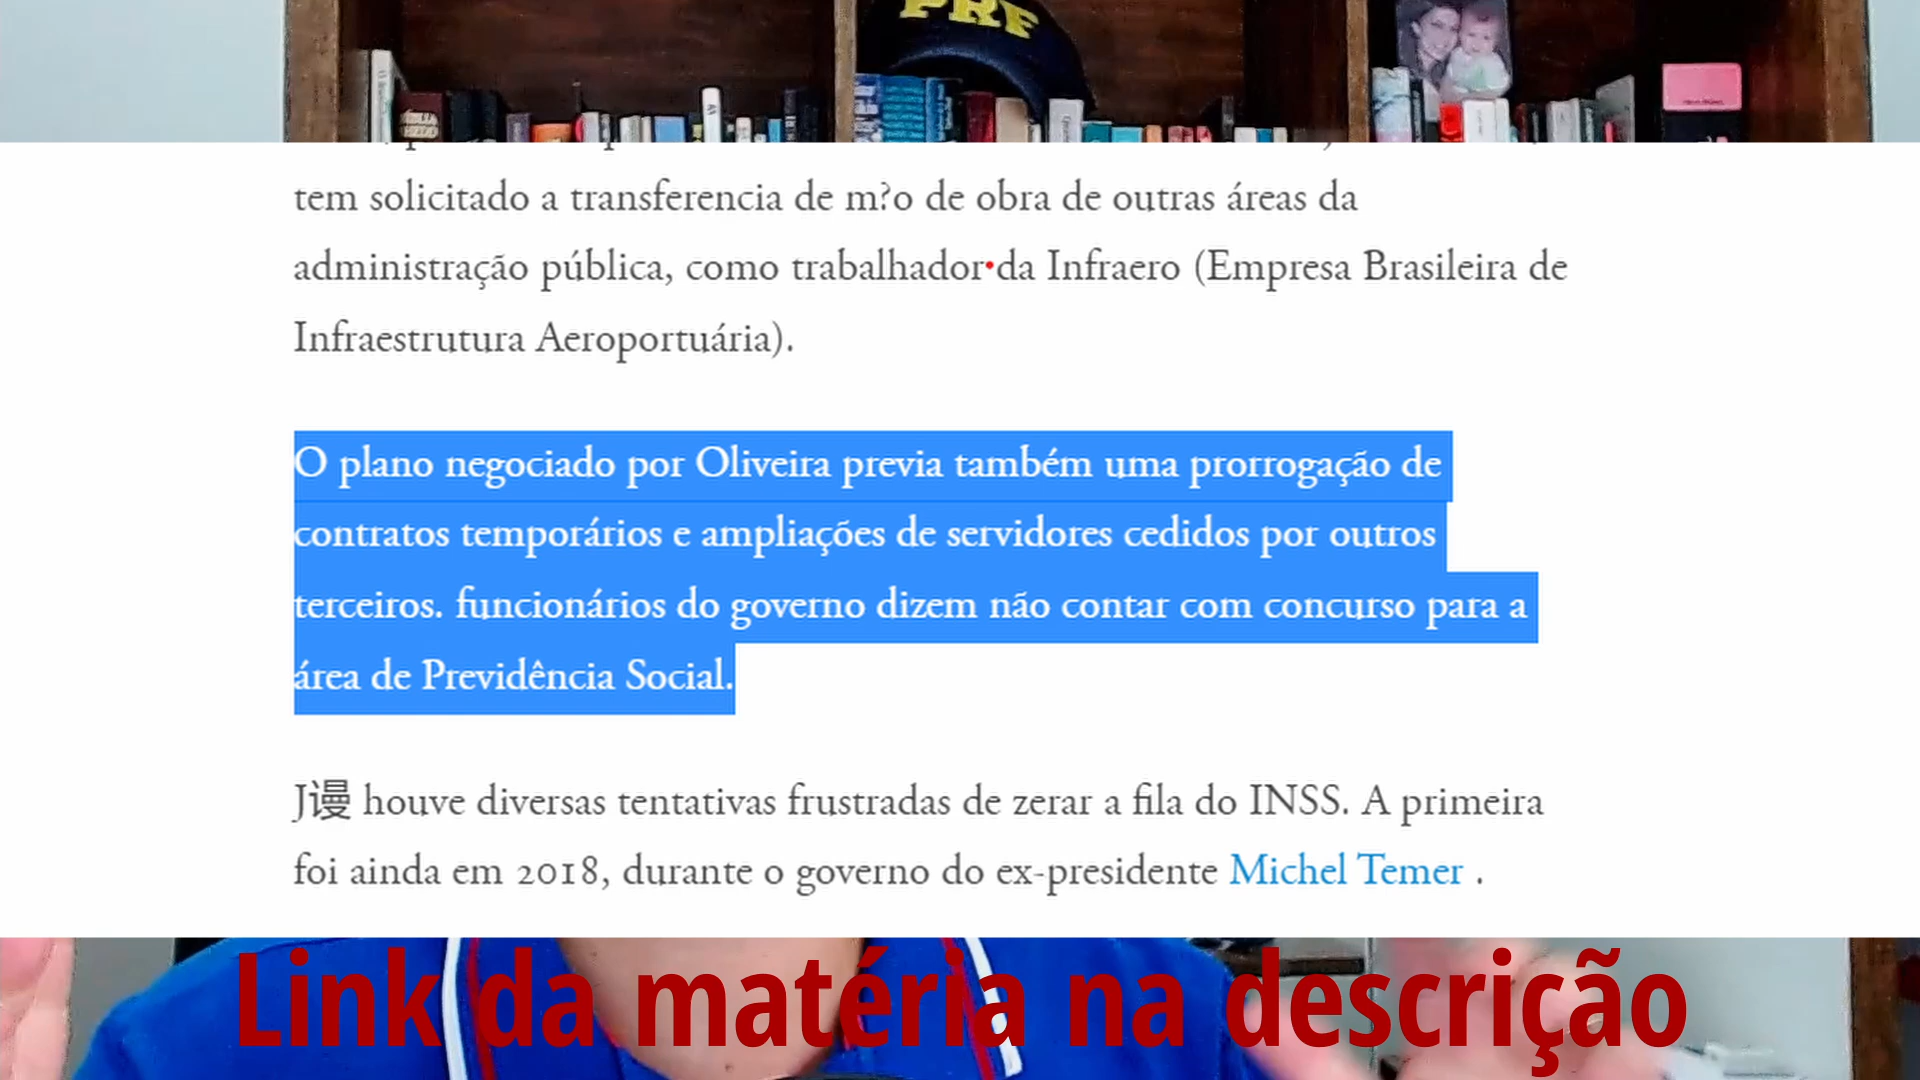 PRF
tem solicitado a transferencia de m?o de obra de outras áreas da
administração pública, como trabalhador•da Infraero (Empresa Brasileira de
Infraestrutura Aeroportuária).
O plano negociado por Oliveira previa também uma prorrogação de
contratos temporários e ampliações de servidores cedidos por outros
terceiros. funcionários do governo dizem não contar com concurso para a
área de Previdência Social.
J谩 houve diversas tentativas frustradas de zerar a fila do INSS. A primeira
foi ainda em 2018, durante o governo do ex-presidente Michel Temer .
Link da matéria na descrição